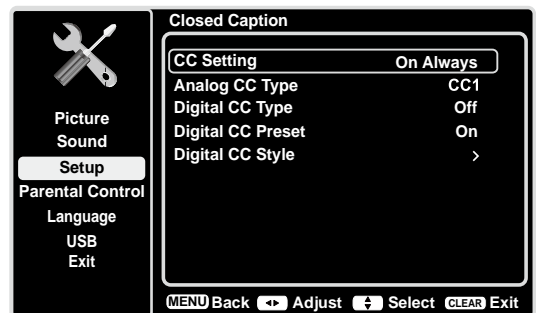 Closed Caption
Picture
Sound
Setup
Parental Control
Language
USB
Exit
CC Setting On Always
Analog CC Type CC1
Digital CC Type Off
Digital CC Preset On
Digital CC Style >
MENU Back Adjust Select CLEAR Exit